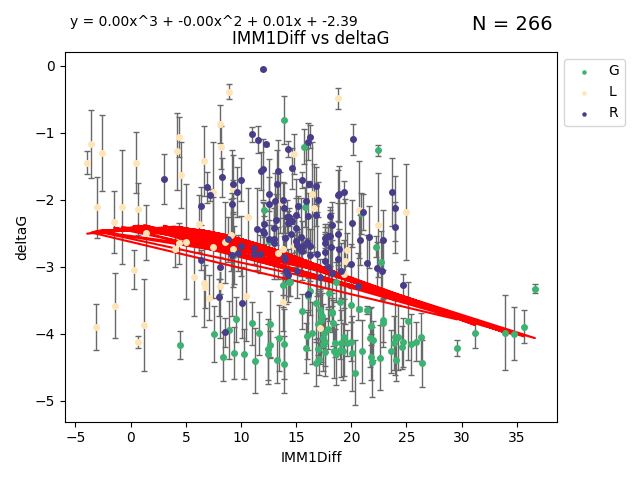 y = 0.00x^3 + -0.00x^2 + 0.01x + -2.39
N = 266
IMM1Diff vs deltaG
G
L
R
0
−1
−2
−3
−4
−5
deltaG
−5 0 5 10 15 20 25 30 35
IMM1Diff